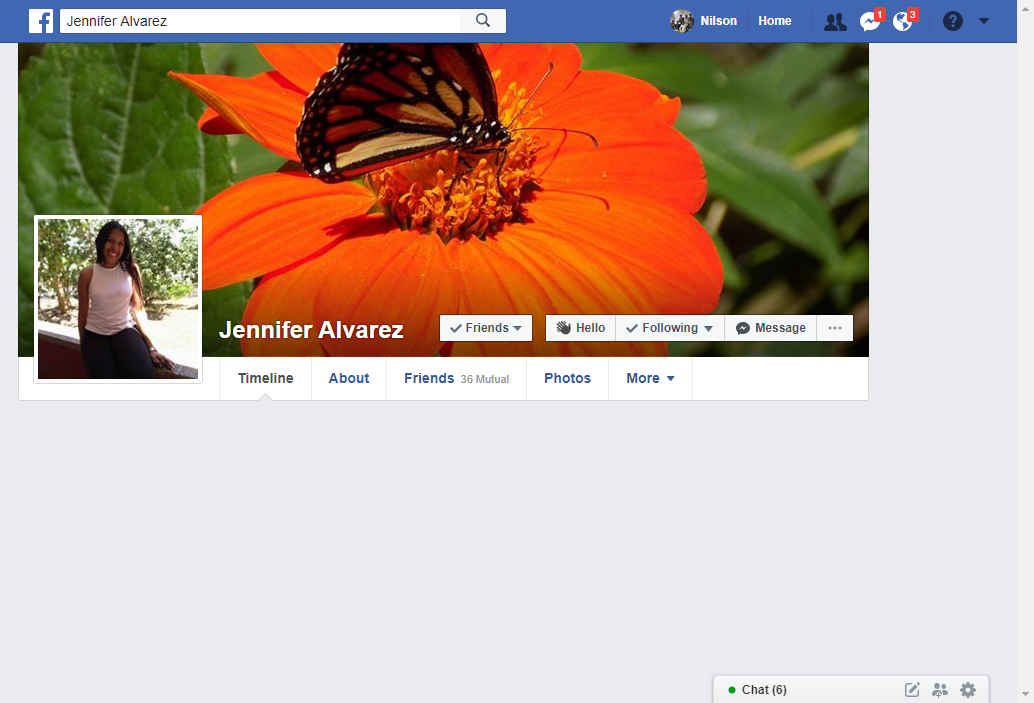 Jennifer Alvarez
Nilson
Home
1
3
?
Jennifer Alvarez
Friends
Hello
Following
Message
Timeline
About
Friends 36 Mutual
Photos
More
Chat (6)